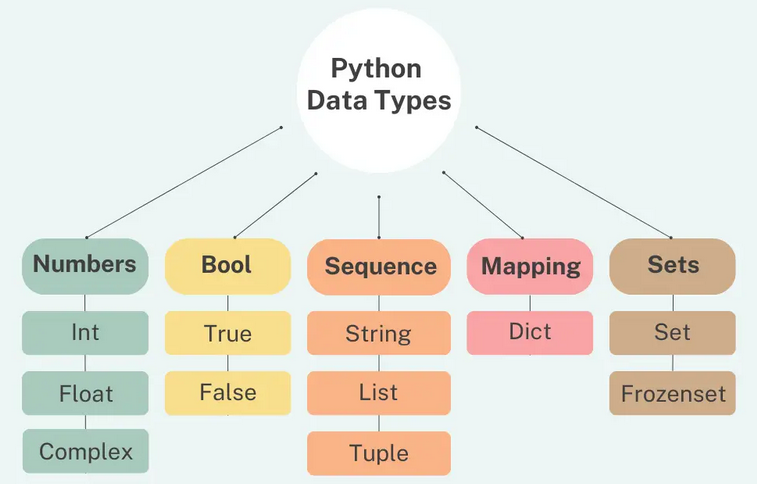 Python
Data Types
Numbers
Bool
Sequence
Mapping
Sets
Int
True
String
Dict
Set
Float
False
List
Frozenset
Complex
Tuple